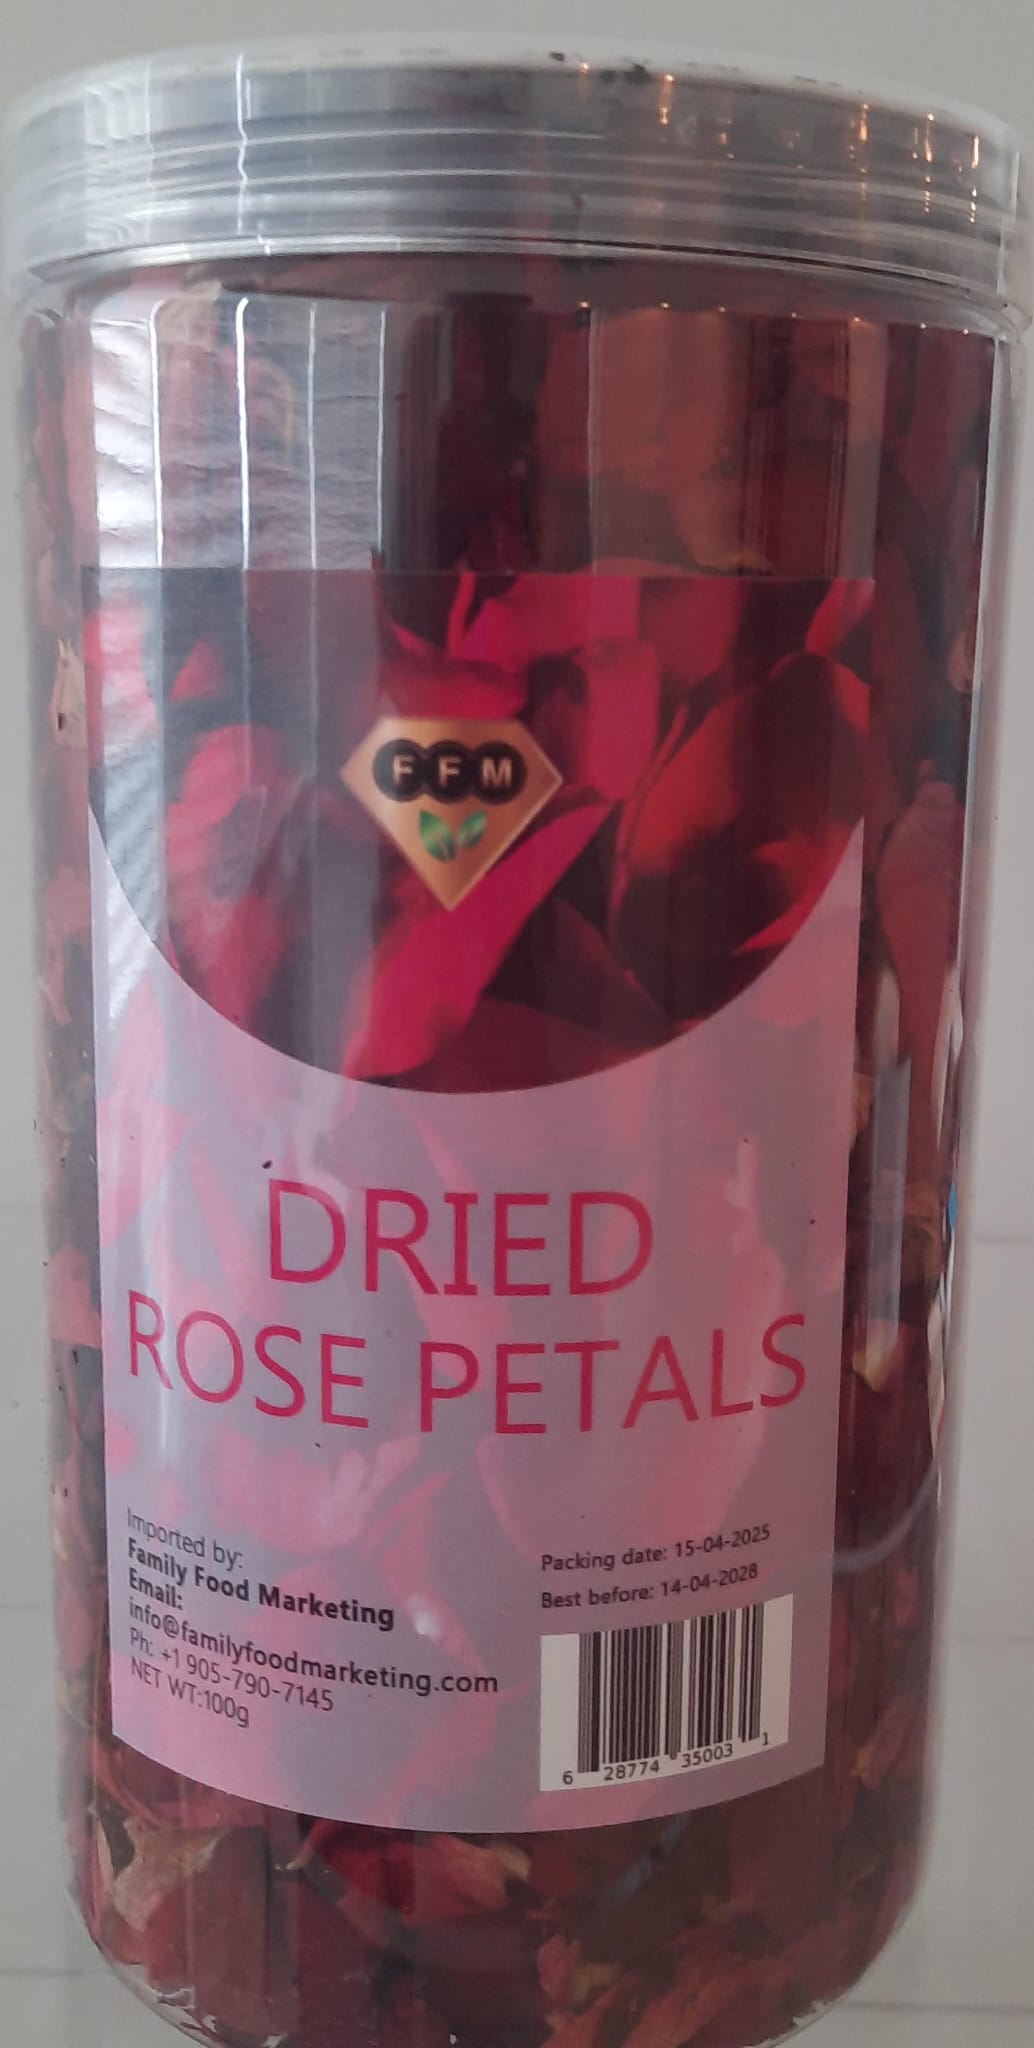 FFM
DRIED
ROSE PETALS
Imported by:
Family Food Marketing
Email:
info@familyfoodmarketing.com
Ph: +1 905-790-7145
NET WT:100g
Packing date: 15-04-2025
Best before: 14-04-2028
6 28774 35003 1